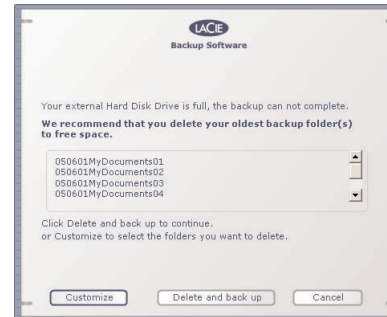 LACIE
Backup Software
Your external Hard Disk Drive is full, the backup can not complete.
We recommend that you delete your oldest backup folder(s)
to free space.
050601MyDocuments01
050601MyDocuments02
050601MyDocuments03
050601MyDocuments04
Click Delete and back up to continue.
or Customize to select the folders you want to delete.
Customize
Delete and back up
Cancel